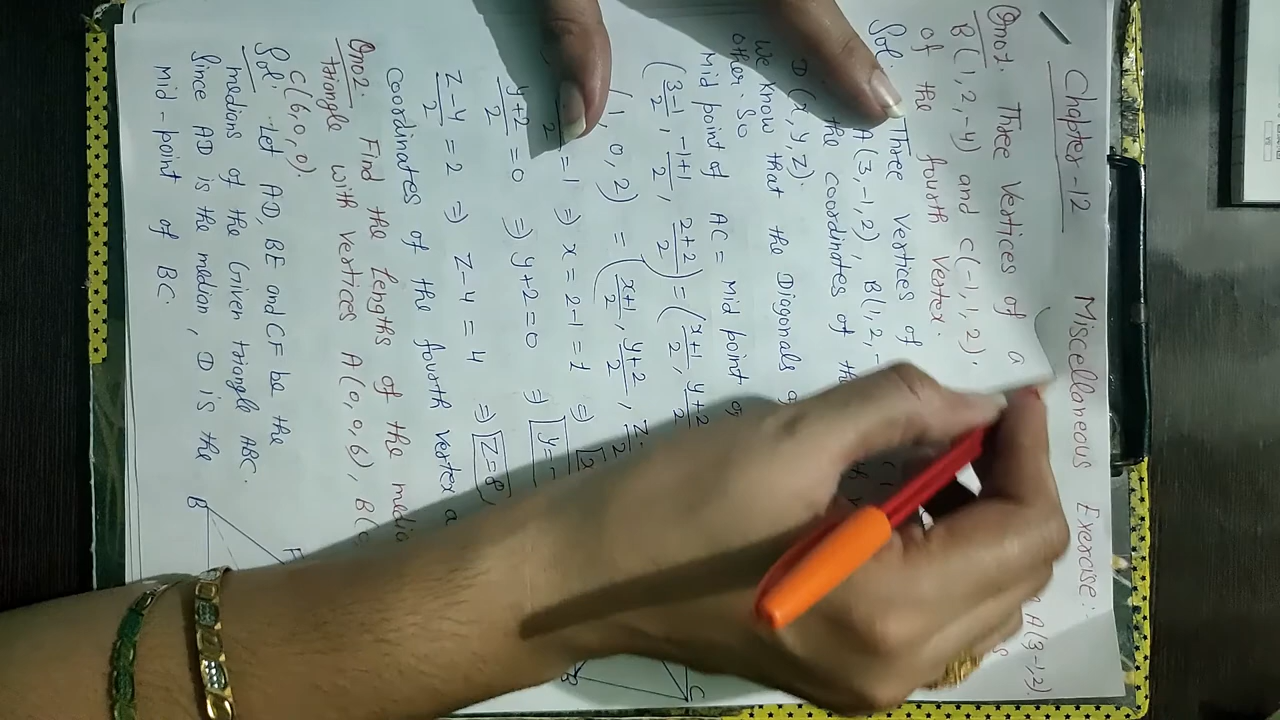 Chapter-12 Miscellaneous Exercise:-
Qno1. Three Vertices of a A(3-1,2)
B(1,2,-4) and C(-1,1,2).
of the fourth Vertex.
Sol. Three Vertices of
A(3,-1,2), B(1,2,-
the coordinates of the
D(x,y,z).
We know that the Digonals
other. So
Mid point of AC = Mid point of
(3-1/2, -1+1/2, 2+2/2) = (x+1/2, y+2/2
(1, 0, 2) = (x+1/2, y+2/2, z-
/2 = 1 ⇒ x = 2-1 = 1 ⇒
y+2/2 = 0 ⇒ y+2 = 0 ⇒ y = -
z-4/2 = 2 ⇒ z-4 = 4 ⇒ z = 8
Coordinates of the fourth Vertex a
Qno2. Find the Lengths of the media
triangle with Vertices A(0,0,6), B(0
C(6,0,0).
Sol. Let AD, BE and CF be the
medians of the Given triangle ABC.
Since AD is the median, D is the
Mid-point of BC.
B
F
B
C